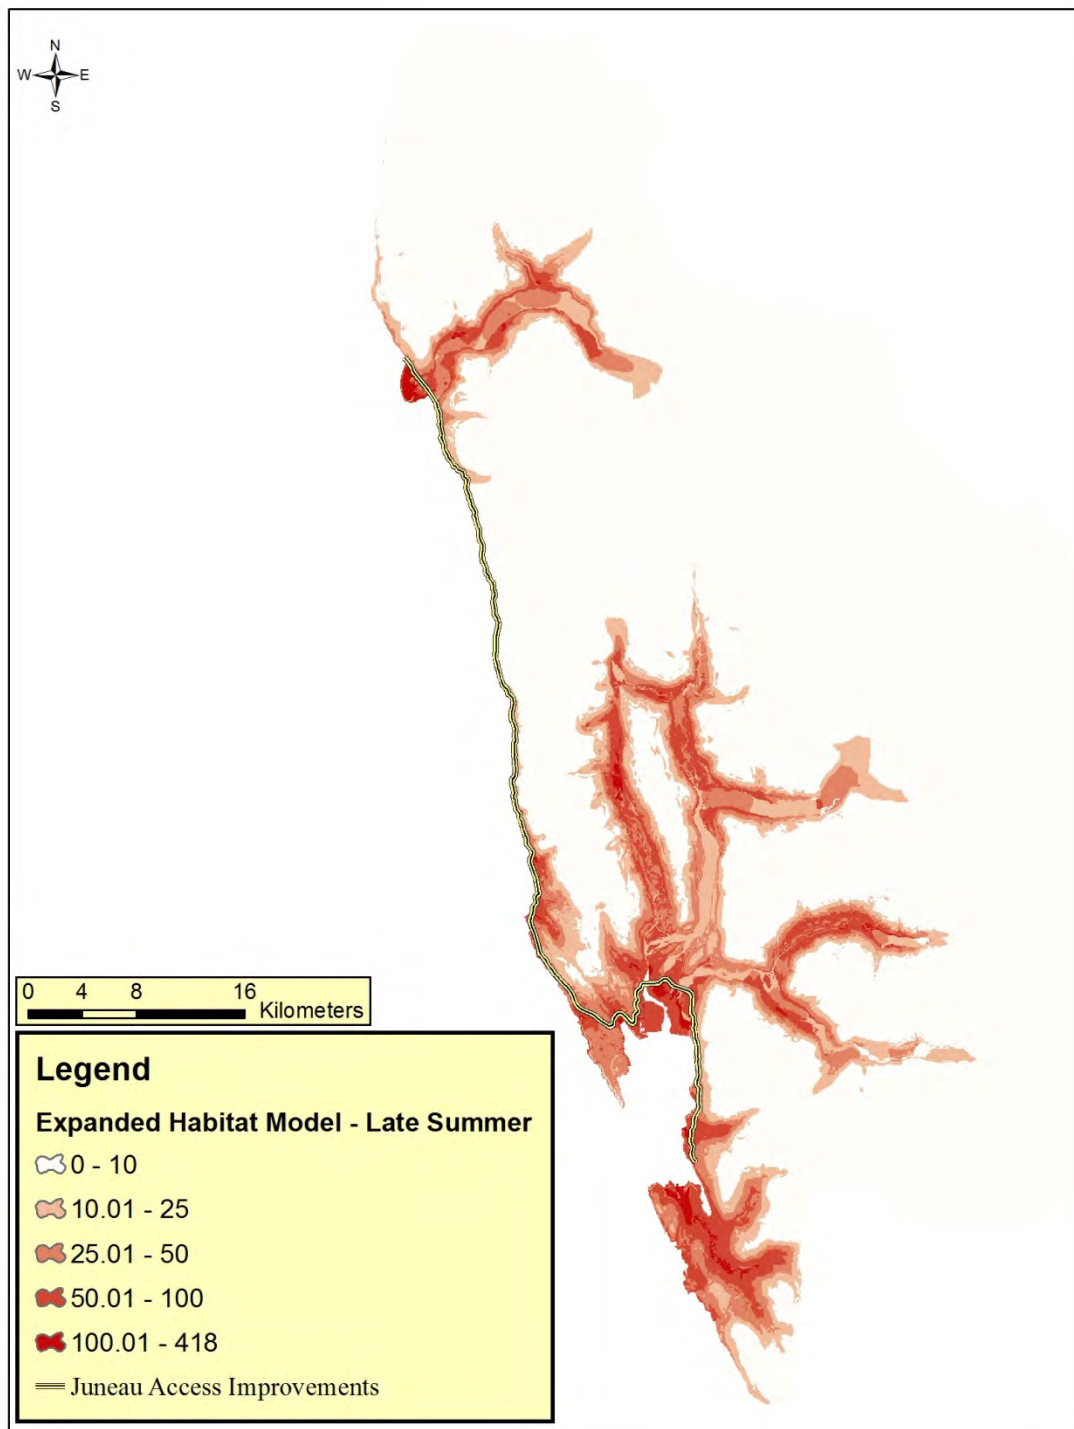 N
W E
S
0 4 8 16
Kilometers
Legend
Expanded Habitat Model - Late Summer
0 - 10
10.01 - 25
25.01 - 50
50.01 - 100
100.01 - 418
Juneau Access Improvements